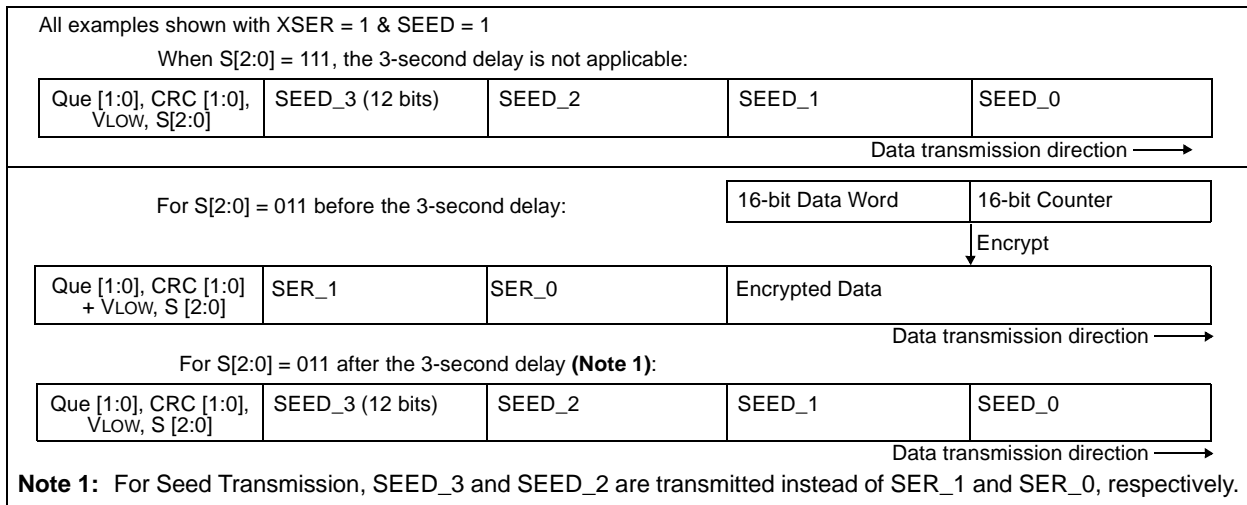 All examples shown with XSER = 1 & SEED = 1
When S[2:0] = 111, the 3-second delay is not applicable:
Que [1:0], CRC [1:0],
VLOW, S[2:0]
SEED_3 (12 bits)
SEED_2
SEED_1
SEED_0
Data transmission direction
For S[2:0] = 011 before the 3-second delay:
16-bit Data Word
16-bit Counter
Encrypt
Que [1:0], CRC [1:0]
+ VLOW, S [2:0]
SER_1
SER_0
Encrypted Data
Data transmission direction
For S[2:0] = 011 after the 3-second delay (Note 1):
Que [1:0], CRC [1:0],
VLOW, S [2:0]
SEED_3 (12 bits)
SEED_2
SEED_1
SEED_0
Data transmission direction
Note 1: For Seed Transmission, SEED_3 and SEED_2 are transmitted instead of SER_1 and SER_0, respectively.